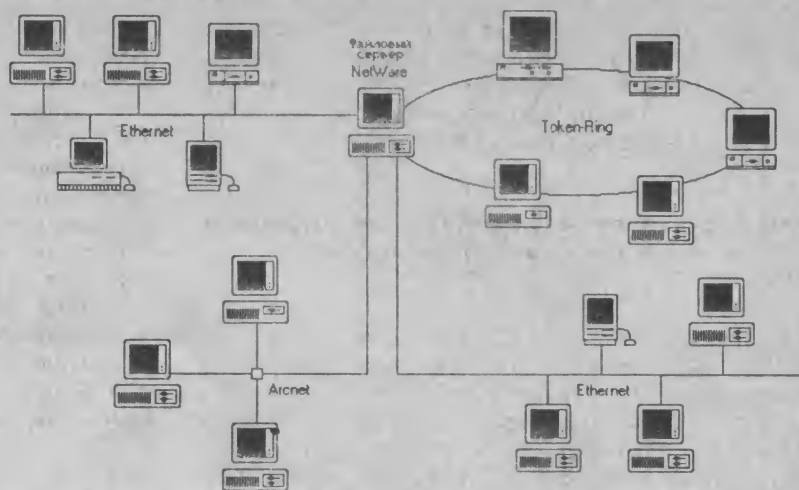 Файловый
сервер
NetWare
Ethernet
Token-Ring
Arcnet
Ethernet